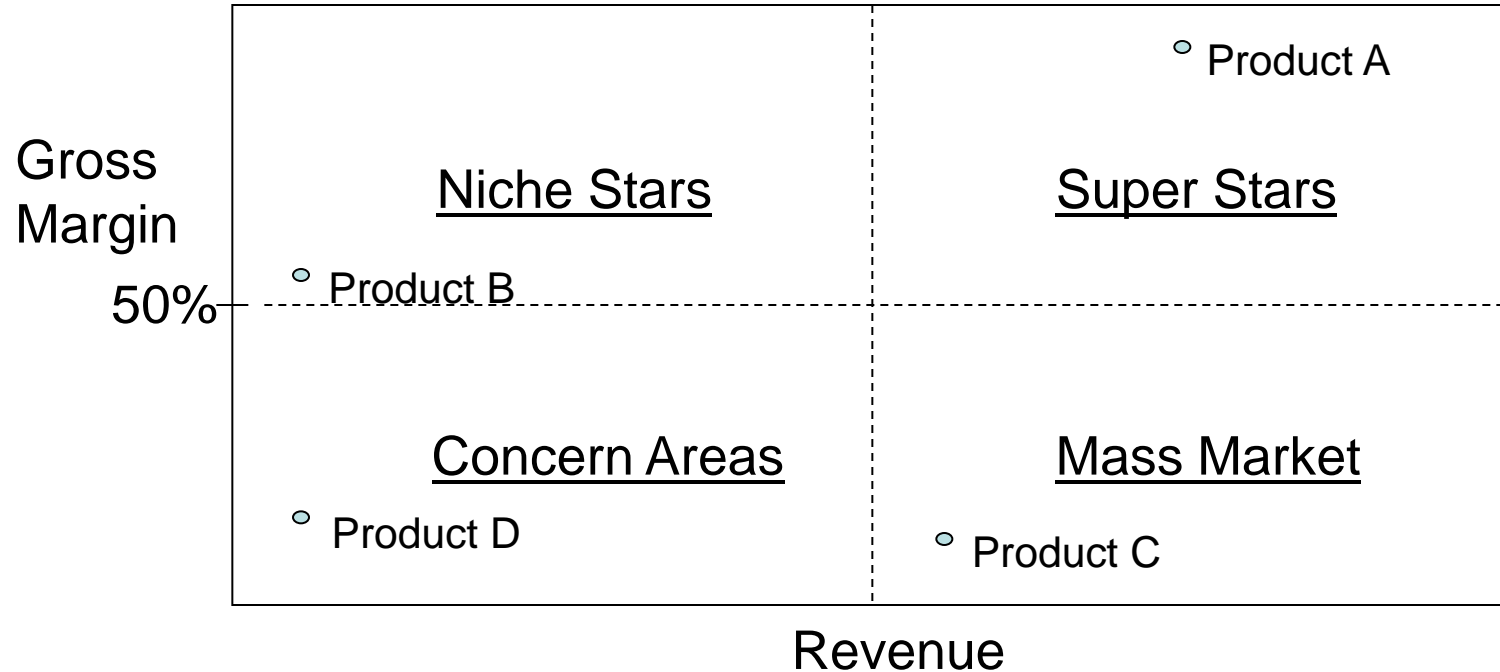 Product A
Gross
Margin
Niche Stars
Super Stars
Product B
50%
Concern Areas
Mass Market
Product D
Product C
Revenue